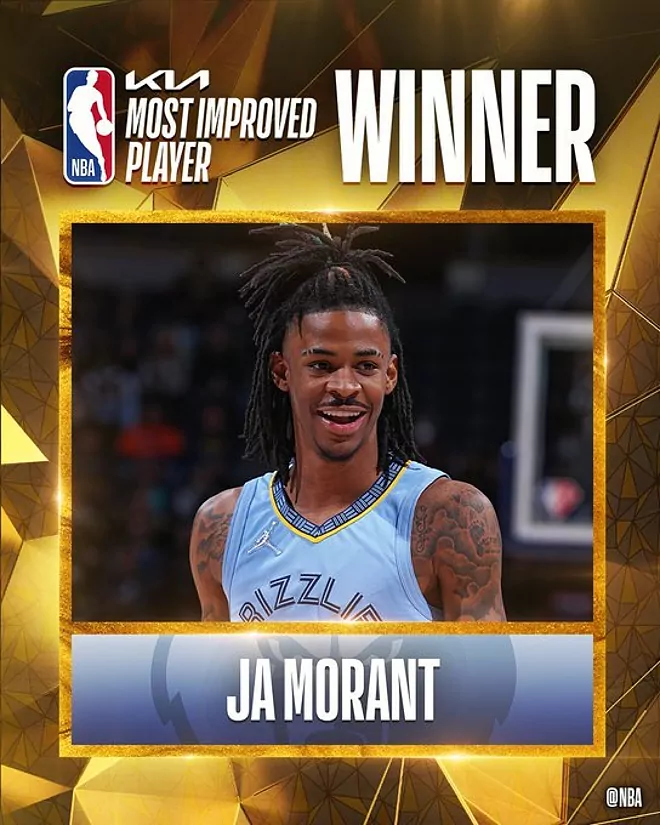 KIA
MOST IMPROVED
PLAYER
WINNER
NBA
GRIZZLIES
JA MORANT
@NBA